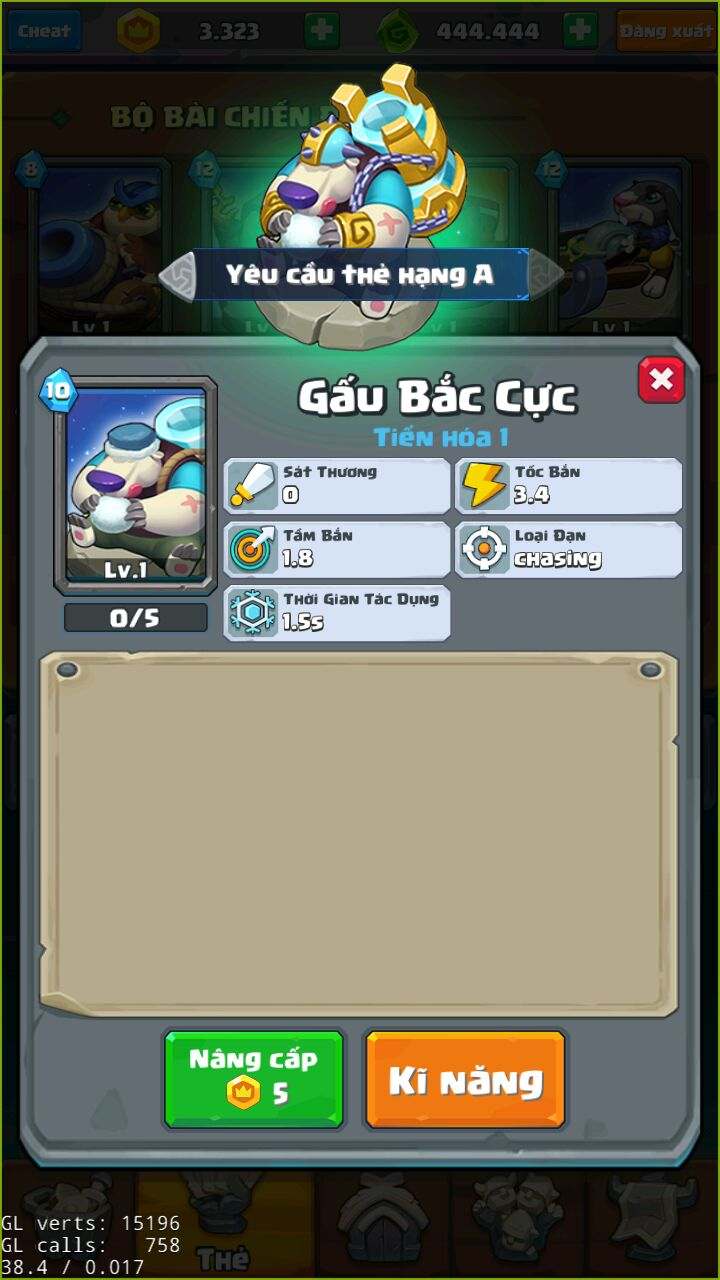 Cheat
3.323
444.444
Đăng xuất
BỘ BÀI CHIẾN
8
12
12
Yêu cầu thẻ hạng A
Lv 1
Lv 1
10
Gấu Bắc Cực
Tiến Hóa 1
Sát Thương
0
Tốc Bắn
3.4
Tầm Bắn
1.8
Loại Đạn
chasing
Thời Gian Tác Dụng
1.5s
Lv.1
0/5
Nâng cấp
5
Kĩ năng
Thẻ
GL verts: 15196
GL calls: 758
38.4 / 0.017